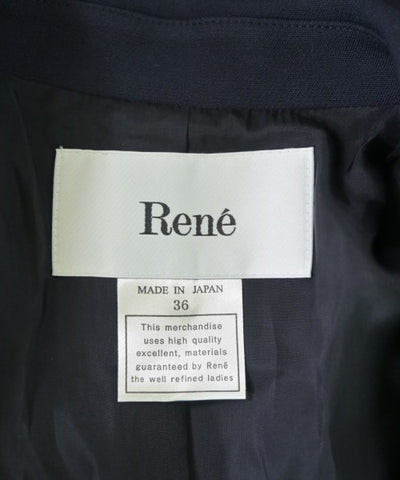 René
MADE IN JAPAN
36
This merchandise
uses high quality
excellent, materials
guaranteed by René
the well refined ladies